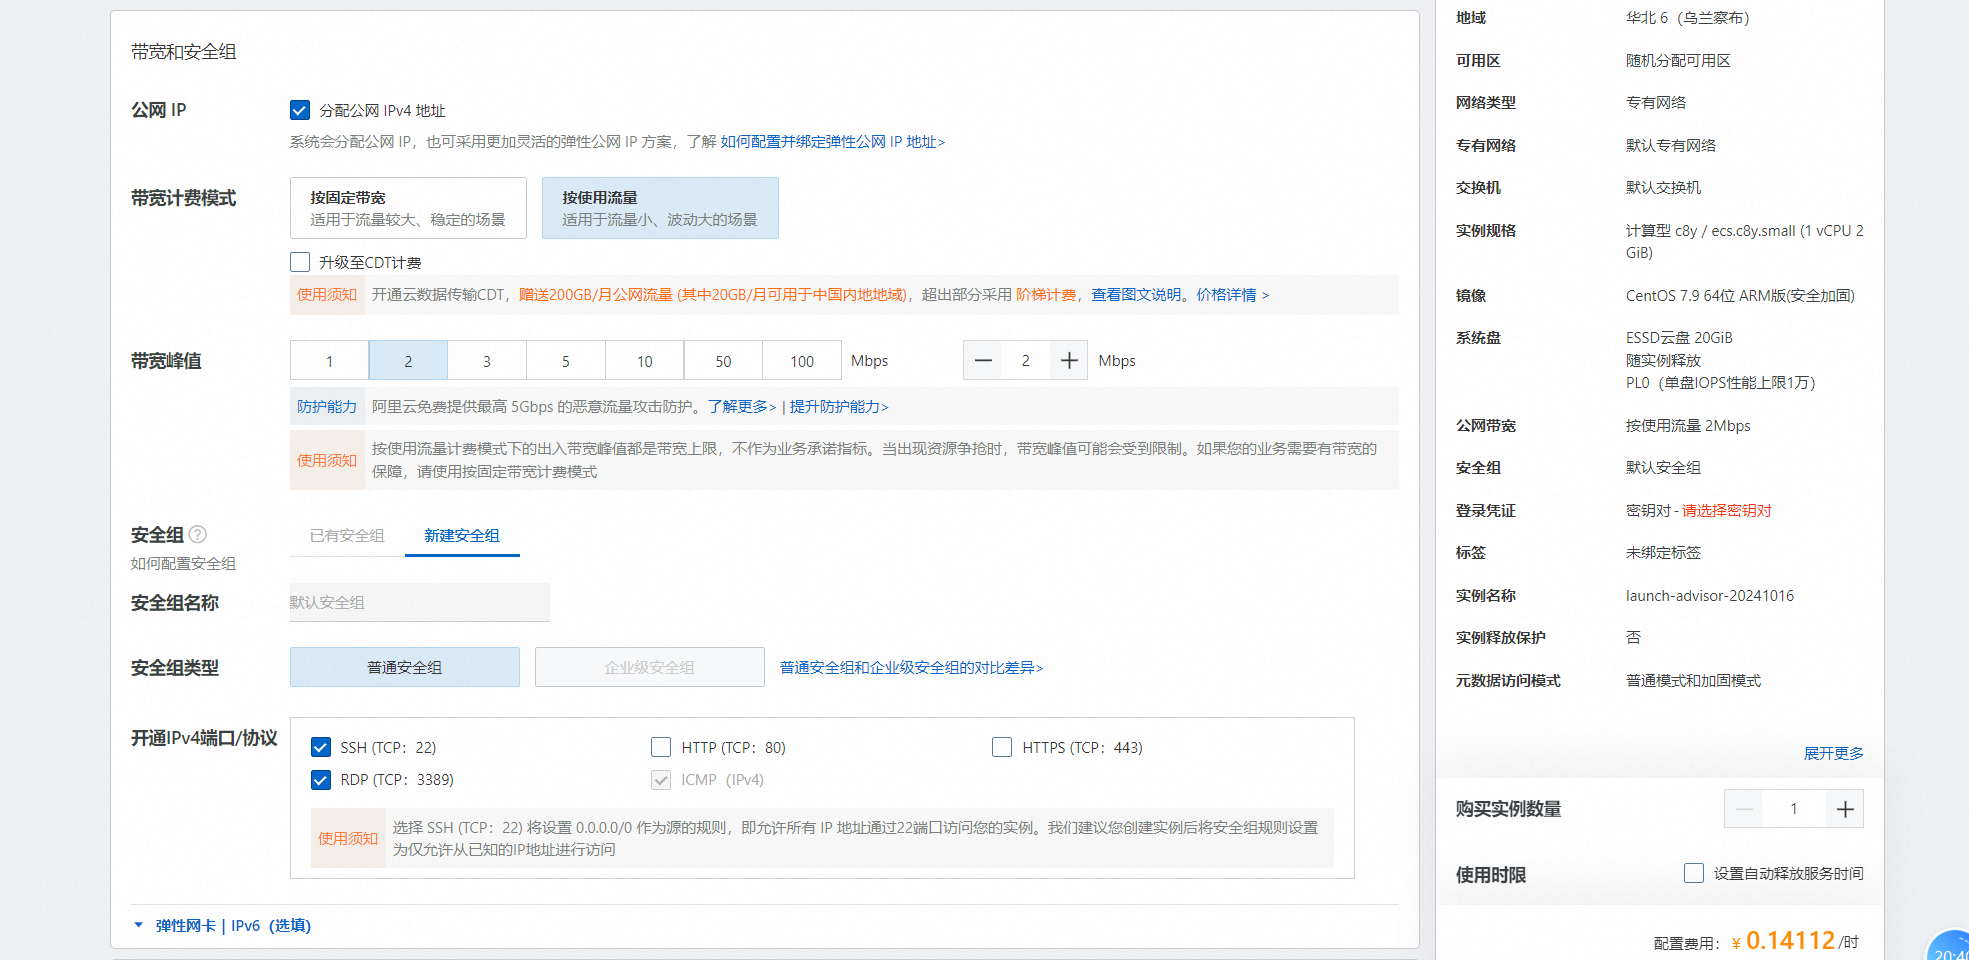 带宽和安全组
公网 IP
分配公网 IPv4 地址
系统会分配公网 IP，也可采用更加灵活的弹性公网 IP 方案，了解 如何配置并绑定弹性公网 IP 地址>
带宽计费模式
按固定带宽
适用于流量较大、稳定的场景
按使用流量
适用于流量小、波动大的场景
升级至CDT计费
使用须知
开通云数据传输CDT，赠送200GB/月公网流量 (其中20GB/月可用于中国内地地域)，超出部分采用 阶梯计费，查看图文说明。价格详情 >
带宽峰值
1 2 3 5 10 50 100 Mbps
2 Mbps
防护能力
阿里云免费提供最高 5Gbps 的恶意流量攻击防护。了解更多> | 提升防护能力>
使用须知
按使用流量计费模式下的出入带宽峰值都是带宽上限，不作为业务承诺指标。当出现资源争抢时，带宽峰值可能会受到限制。如果您的业务需要有带宽的
保障，请使用按固定带宽计费模式
安全组
如何配置安全组
已有安全组 新建安全组
安全组名称
默认安全组
安全组类型
普通安全组 企业级安全组 普通安全组和企业级安全组的对比差异>
开通IPv4端口/协议
SSH (TCP：22) HTTP (TCP：80) HTTPS (TCP：443)
RDP (TCP：3389) ICMP（IPv4)
使用须知
选择 SSH (TCP：22) 将设置 0.0.0.0/0 作为源的规则，即允许所有 IP 地址通过22端口访问您的实例。我们建议您创建实例后将安全组规则设置
为仅允许从已知的IP地址进行访问
弹性网卡 | IPv6（选填）
地域 华北 6（乌兰察布）
可用区 随机分配可用区
网络类型 专有网络
专有网络 默认专有网络
交换机 默认交换机
实例规格 计算型 c8y / ecs.c8y.small (1 vCPU 2
GiB)
镜像 CentOS 7.9 64位 ARM版(安全加固)
系统盘 ESSD云盘 20GiB
随实例释放
PL0（单盘IOPS性能上限1万）
公网带宽 按使用流量 2Mbps
安全组 默认安全组
登录凭证 密钥对 - 请选择密钥对
标签 未绑定标签
实例名称 launch-advisor-20241016
实例释放保护 否
元数据访问模式 普通模式和加固模式
展开更多
购买实例数量 1
使用时限 设置自动释放服务时间
配置费用：￥ 0.14112 /时